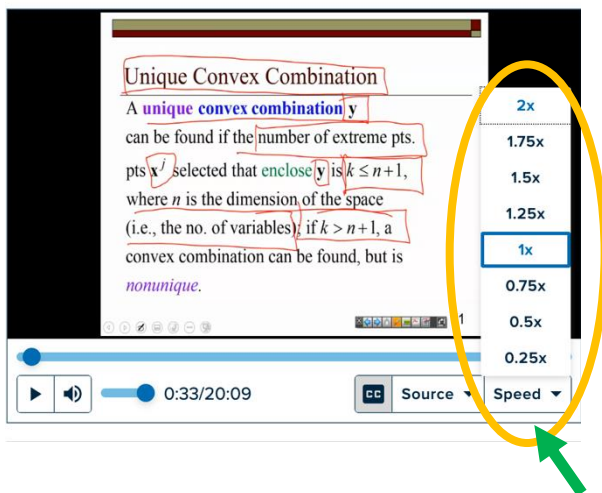 Unique Convex Combination
A unique convex combination y
can be found if the number of extreme pts.
pts x^j selected that enclose y is k ≤ n+1,
where n is the dimension of the space
(i.e., the no. of variables); if k > n+1, a
convex combination can be found, but is
nonunique.
1
2x
1.75x
1.5x
1.25x
1x
0.75x
0.5x
0.25x
0:33/20:09
CC
Source
Speed